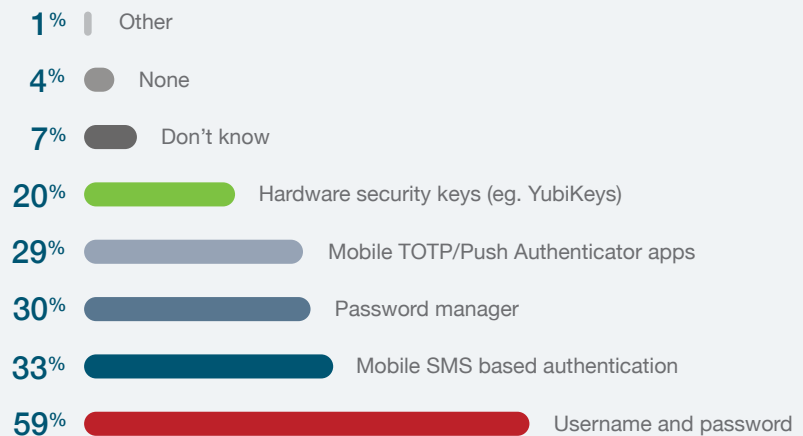 1% Other
4% None
7% Don't know
20% Hardware security keys (eg. YubiKeys)
29% Mobile TOTP/Push Authenticator apps
30% Password manager
33% Mobile SMS based authentication
59% Username and password